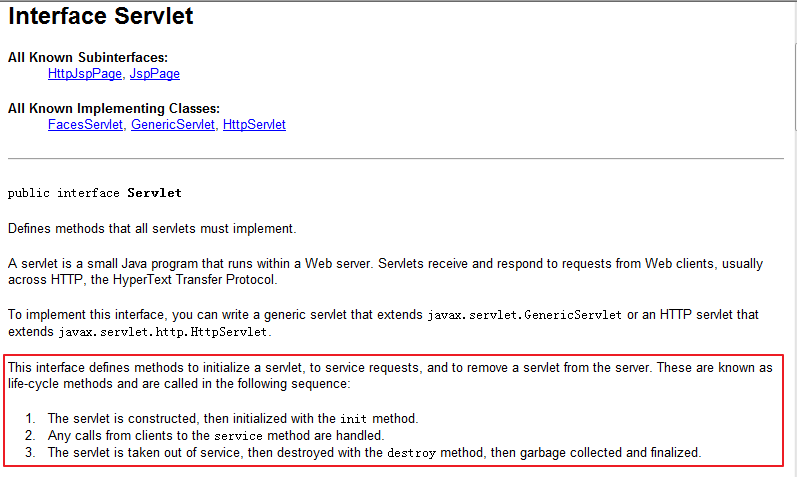 Interface Servlet
All Known Subinterfaces:
HttpJspPage, JspPage
All Known Implementing Classes:
FacesServlet, GenericServlet, HttpServlet
public interface Servlet
Defines methods that all servlets must implement.
A servlet is a small Java program that runs within a Web server. Servlets receive and respond to requests from Web clients, usually
across HTTP, the HyperText Transfer Protocol.
To implement this interface, you can write a generic servlet that extends javax.servlet.GenericServlet or an HTTP servlet that
extends javax.servlet.http.HttpServlet.
This interface defines methods to initialize a servlet, to service requests, and to remove a servlet from the server. These are known as
life-cycle methods and are called in the following sequence:
1. The servlet is constructed, then initialized with the init method.
2. Any calls from clients to the service method are handled.
3. The servlet is taken out of service, then destroyed with the destroy method, then garbage collected and finalized.